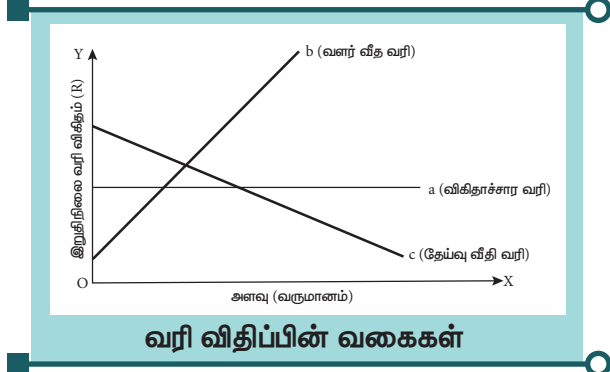 Y
b (வளர் வீத வரி)
இறுதிநிலை வரி விகிதம் (R)
a (விகிதாச்சார வரி)
c (தேய்வு வீதி வரி)
O
X
அளவு (வருமானம்)
வரி விதிப்பின் வகைகள்